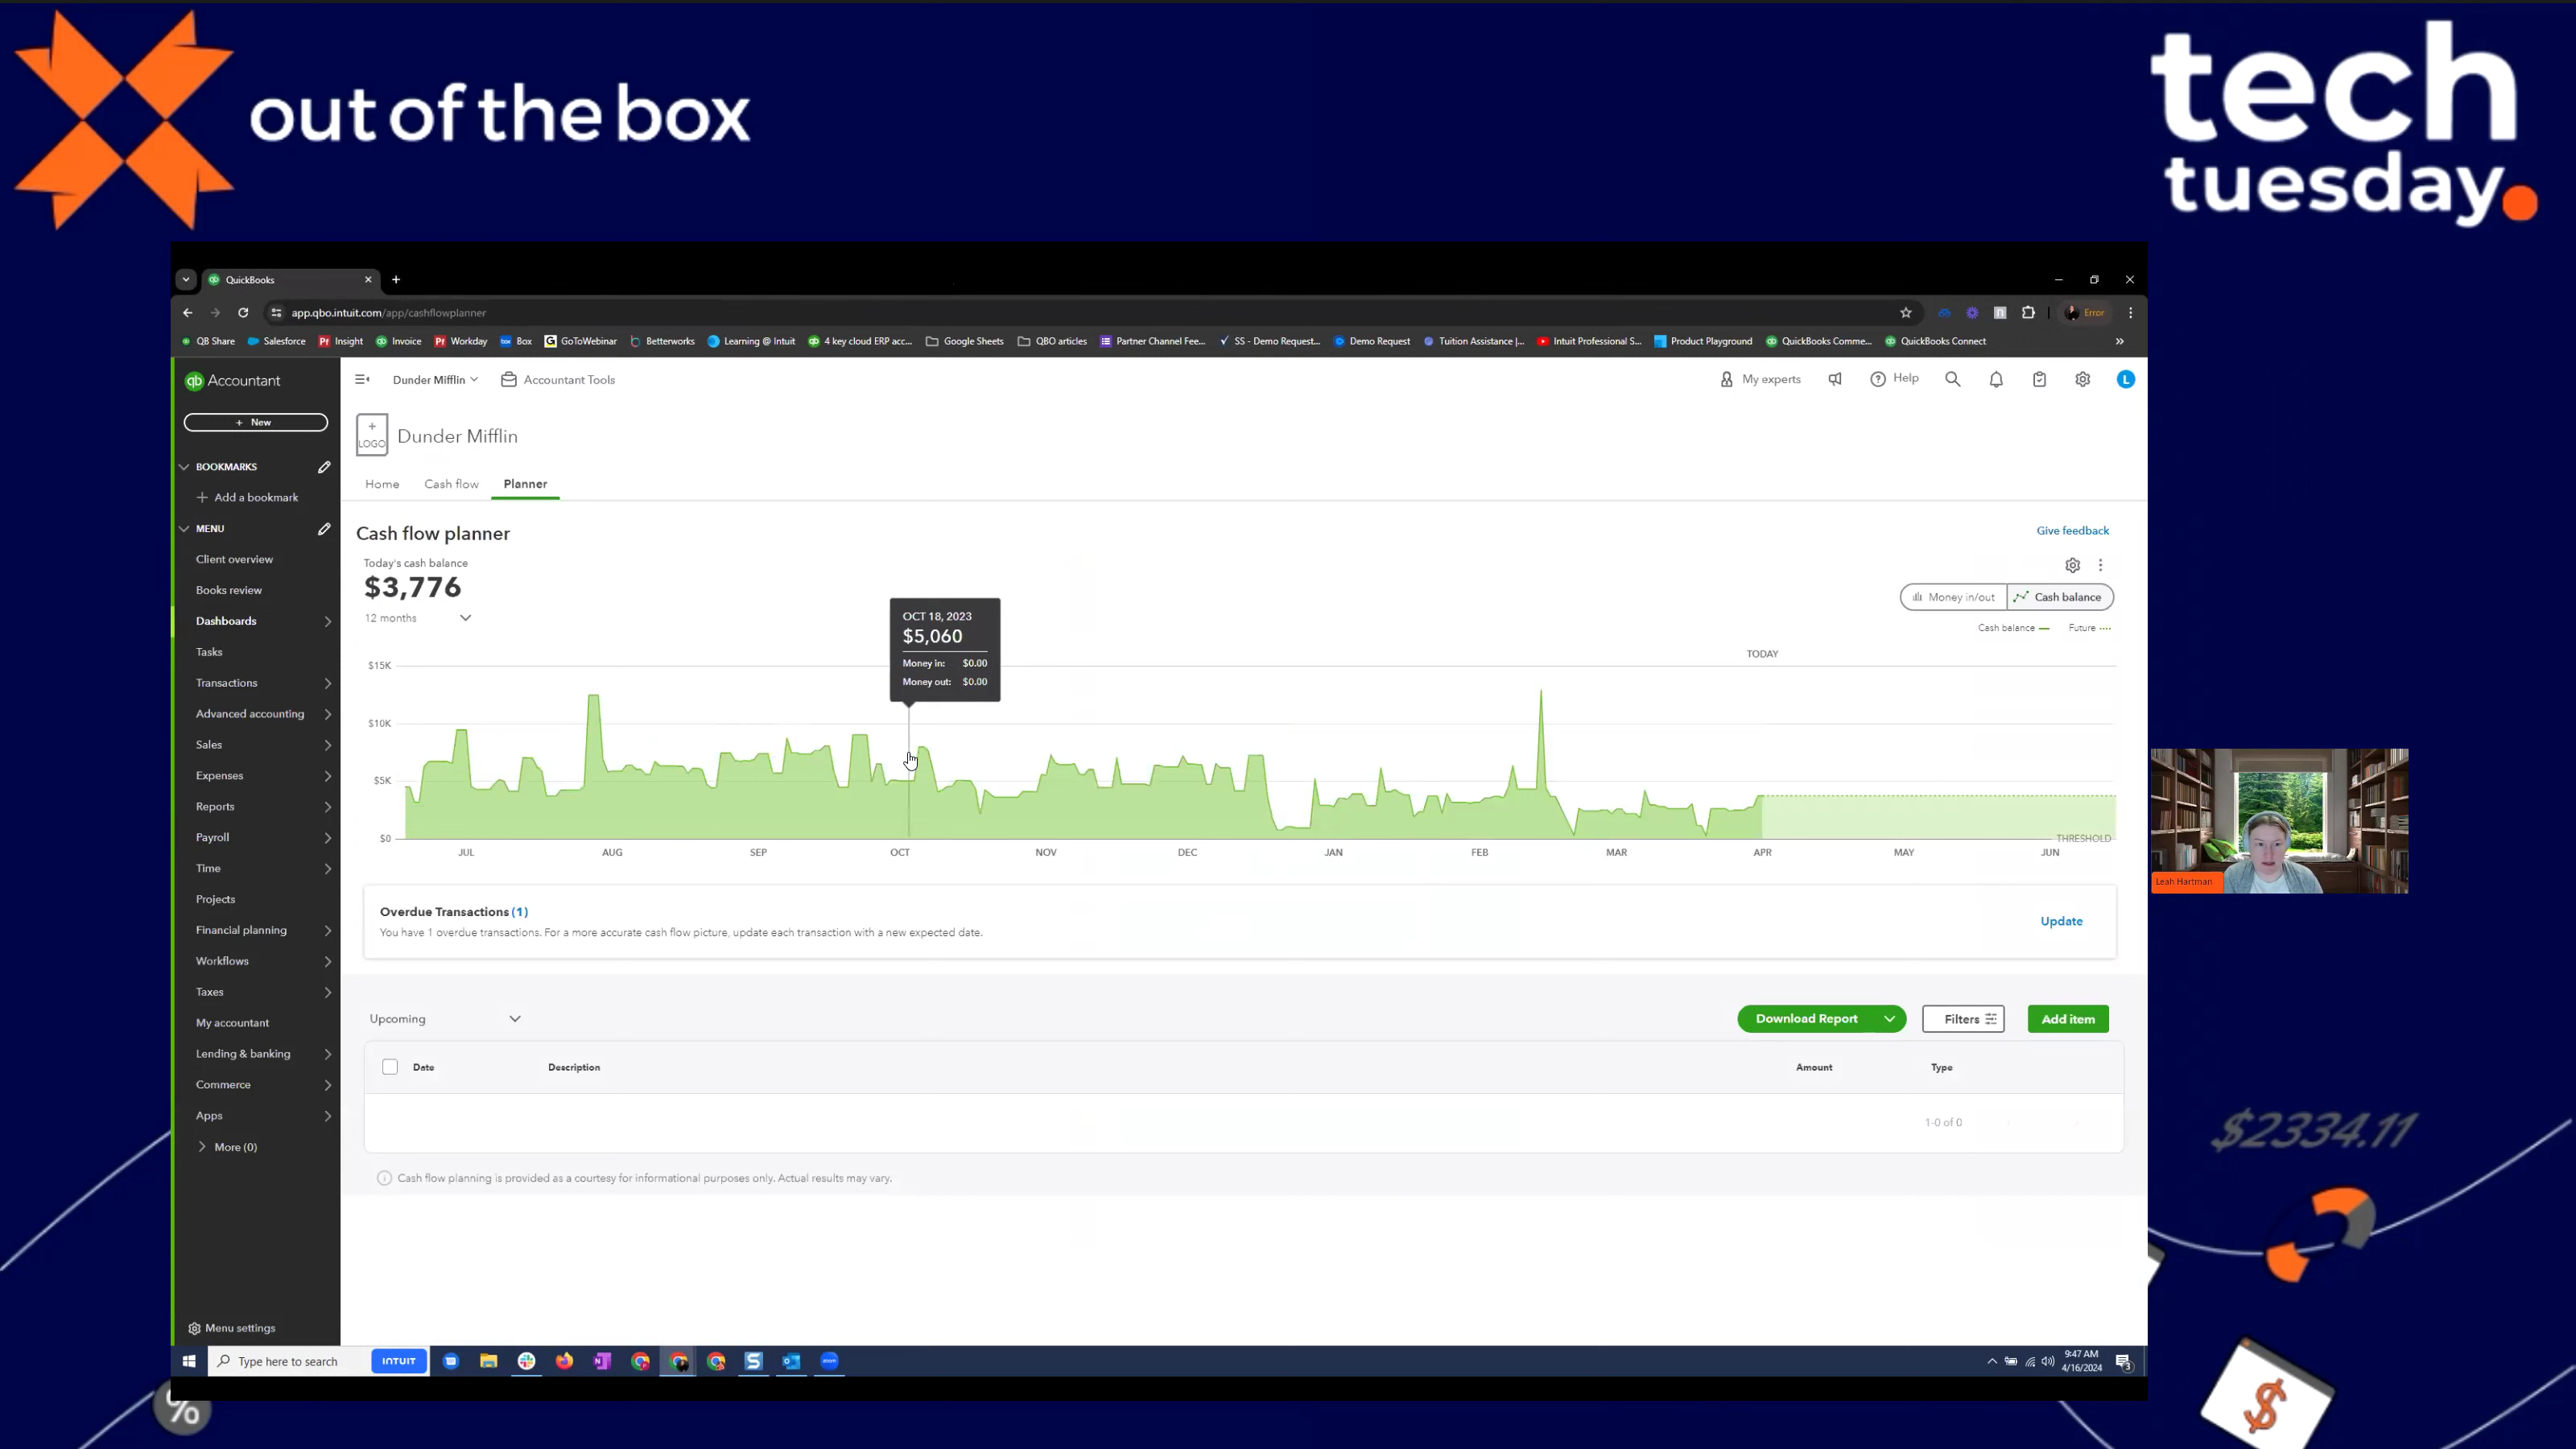 out of the box
tech
tuesday.
QuickBooks
app.qbo.intuit.com/app/cashflowplanner
Error
QB Share
Salesforce
Insight
Invoice
Workday
Box
GoToWebinar
Betterworks
Learning @ Intuit
4 key cloud ERP acc...
Google Sheets
QBO articles
Partner Channel Fee...
SS - Demo Request...
Demo Request
Tuition Assistance |...
Intuit Professional S...
Product Playground
QuickBooks Comme...
QuickBooks Connect
qb Accountant
Dunder Mifflin
Accountant Tools
My experts
Help
L
+ New
+
LOGO
Dunder Mifflin
BOOKMARKS
Add a bookmark
MENU
Client overview
Books review
Dashboards
Tasks
Transactions
Advanced accounting
Sales
Expenses
Reports
Payroll
Time
Projects
Financial planning
Workflows
Taxes
My accountant
Lending & banking
Commerce
Apps
More (0)
Menu settings
Home
Cash flow
Planner
Cash flow planner
Give feedback
Today's cash balance
$3,776
12 months
Money in/out
Cash balance
Cash balance
Future
OCT 18, 2023
$5,060
Money in: $0.00
Money out: $0.00
TODAY
$15K
$10K
$5K
$0
THRESHOLD
JUL
AUG
SEP
OCT
NOV
DEC
JAN
FEB
MAR
APR
MAY
JUN
Leah Hartman
Overdue Transactions (1)
You have 1 overdue transactions. For a more accurate cash flow picture, update each transaction with a new expected date.
Update
Upcoming
Download Report
Filters
Add item
Date
Description
Amount
Type
1-0 of 0
Cash flow planning is provided as a courtesy for informational purposes only. Actual results may vary.
$2334.11
Type here to search
INTUIT
9:47 AM
4/16/2024
3
%
$